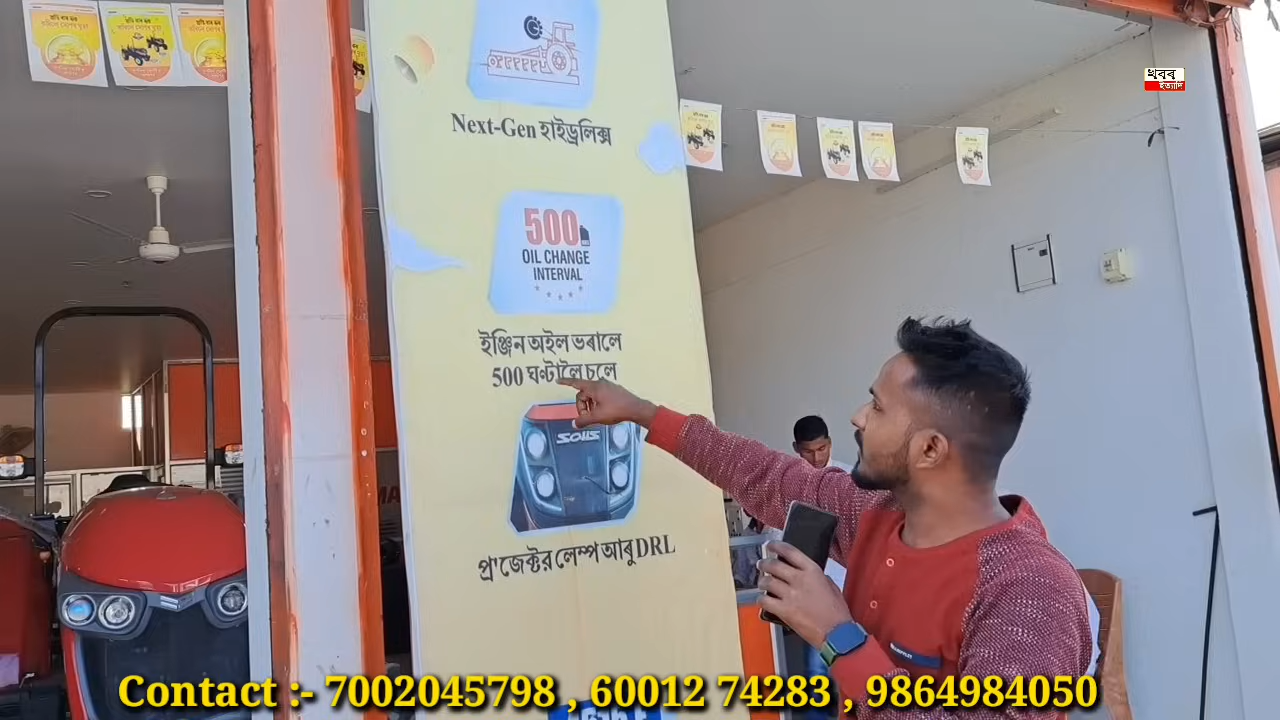 খবৰ
ইত্যাদি
Next-Gen হাইড্ৰলিক্স
500
OIL CHANGE
INTERVAL
ইঞ্জিন অইল ভৰালে
500 ঘণ্টালৈ চলে
SOLIS
প্ৰ'জেক্টৰ লেম্প আৰু DRL
Contact :- 7002045798 , 60012 74283 , 9864984050